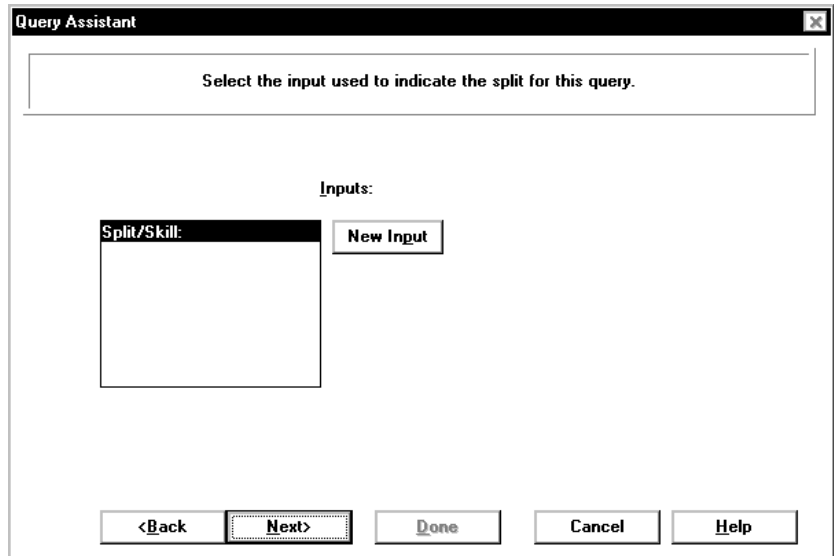 Query Assistant
Select the input used to indicate the split for this query.
Inputs:
Split/Skill:
New Input
<Back Next> Done Cancel Help